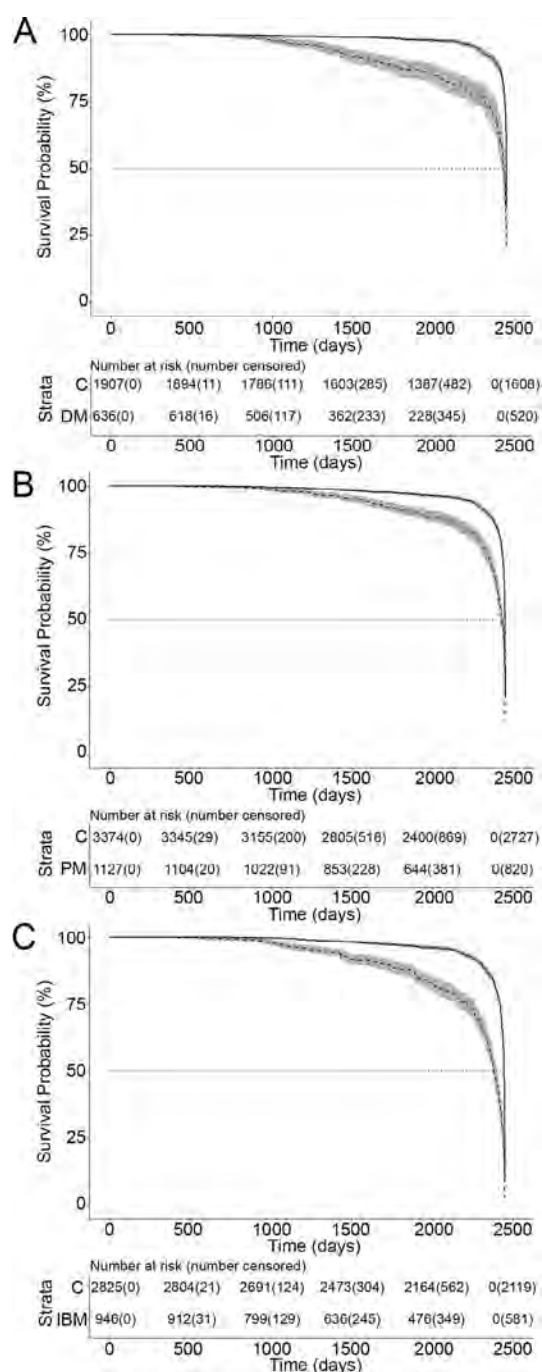 A
Survival Probability (%)
100
75
50
25
0
0 500 1000 1500 2000 2500
Time (days)
Number at risk (number censored)
Strata
C 1907(0) 1894(11) 1786(111) 1603(285) 1387(482) 0(1608)
DM 636(0) 618(16) 506(117) 362(233) 228(345) 0(520)
0 500 1000 1500 2000 2500
Time (days)
B
Survival Probability (%)
100
75
50
25
0
0 500 1000 1500 2000 2500
Time (days)
Number at risk (number censored)
Strata
C 3374(0) 3345(29) 3155(200) 2805(516) 2400(869) 0(2727)
PM 1127(0) 1104(20) 1022(91) 853(228) 644(381) 0(820)
0 500 1000 1500 2000 2500
Time (days)
C
Survival Probability (%)
100
75
50
25
0
0 500 1000 1500 2000 2500
Time (days)
Number at risk (number censored)
Strata
C 2825(0) 2804(21) 2691(124) 2473(304) 2164(562) 0(2119)
IBM 946(0) 912(31) 799(129) 636(245) 476(349) 0(581)
0 500 1000 1500 2000 2500
Time (days)